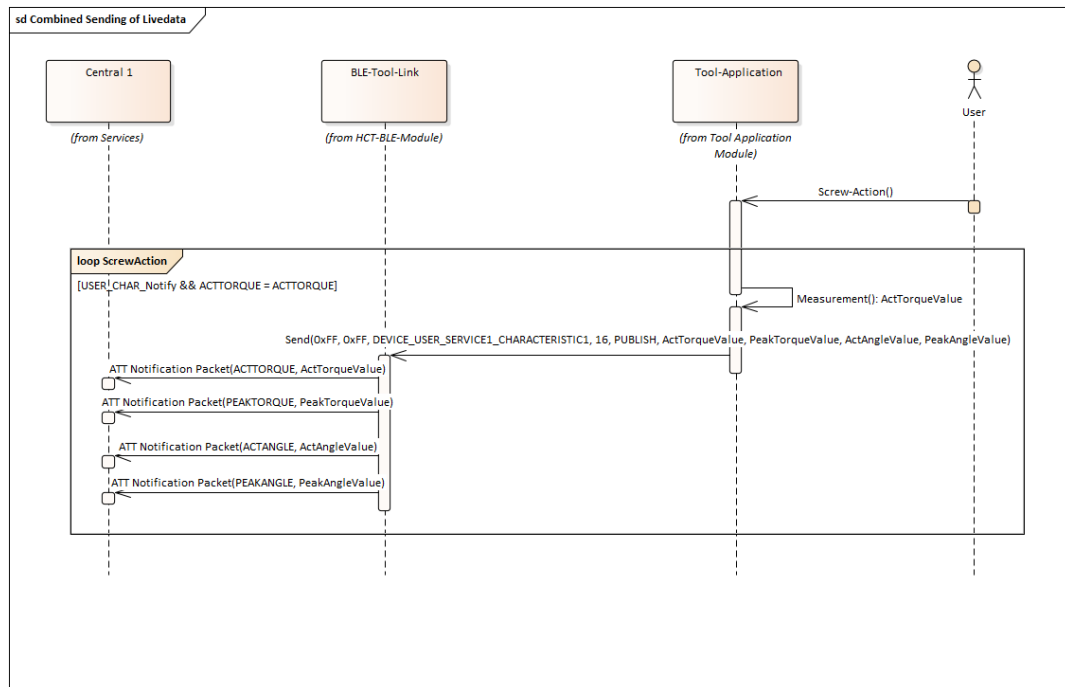 sd Combined Sending of Livedata
Central 1
BLE-Tool-Link
Tool-Application
User
(from Services)
(from HCT-BLE-Module)
(from Tool Application
Module)
Screw-Action()
loop ScrewAction
[USER_CHAR_Notify && ACTTORQUE = ACTTORQUE]
Measurement(): ActTorqueValue
Send(0xFF, 0xFF, DEVICE_USER_SERVICE1_CHARACTERISTIC1, 16, PUBLISH, ActTorqueValue, PeakTorqueValue, ActAngleValue, PeakAngleValue)
ATT Notification Packet(ACTTORQUE, ActTorqueValue)
ATT Notification Packet(PEAKTORQUE, PeakTorqueValue)
ATT Notification Packet(ACTANGLE, ActAngleValue)
ATT Notification Packet(PEAKANGLE, PeakAngleValue)